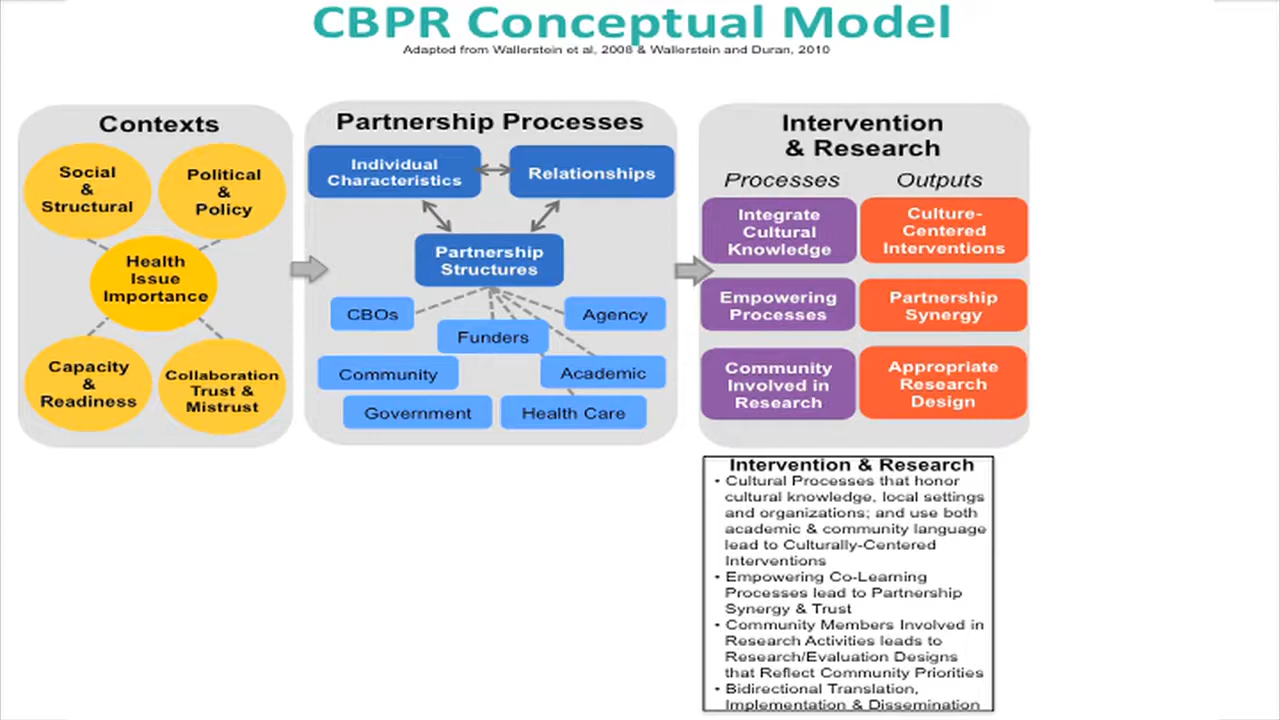 CBPR Conceptual Model
Adapted from Wallerstein et al, 2008 & Wallerstein and Duran, 2010
Contexts
Social
&
Structural
Political
&
Policy
Health
Issue
Importance
Capacity
&
Readiness
Collaboration
Trust &
Mistrust
Partnership Processes
Individual
Characteristics
Relationships
Partnership
Structures
CBOs
Agency
Funders
Community
Academic
Government
Health Care
Intervention
& Research
Processes
Outputs
Integrate
Cultural
Knowledge
Culture-
Centered
Interventions
Empowering
Processes
Partnership
Synergy
Community
Involved in
Research
Appropriate
Research
Design
Intervention & Research
• Cultural Processes that honor
cultural knowledge, local settings
and organizations; and use both
academic & community language
lead to Culturally-Centered
Interventions
• Empowering Co-Learning
Processes lead to Partnership
Synergy & Trust
• Community Members Involved in
Research Activities leads to
Research/Evaluation Designs
that Reflect Community Priorities
• Bidirectional Translation,
Implementation & Dissemination